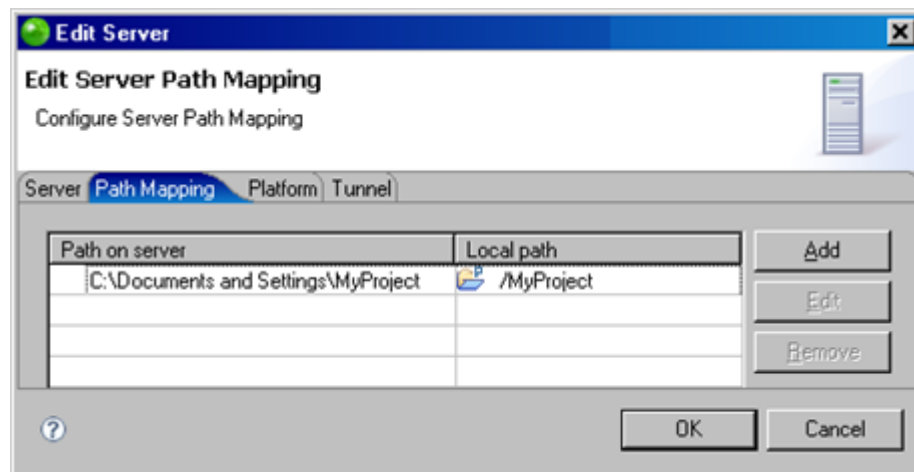 Edit Server
Edit Server Path Mapping
Configure Server Path Mapping
Server Path Mapping Platform Tunnel
Path on server Local path Add
C:\Documents and Settings\MyProject /MyProject
Edit
Remove
OK Cancel